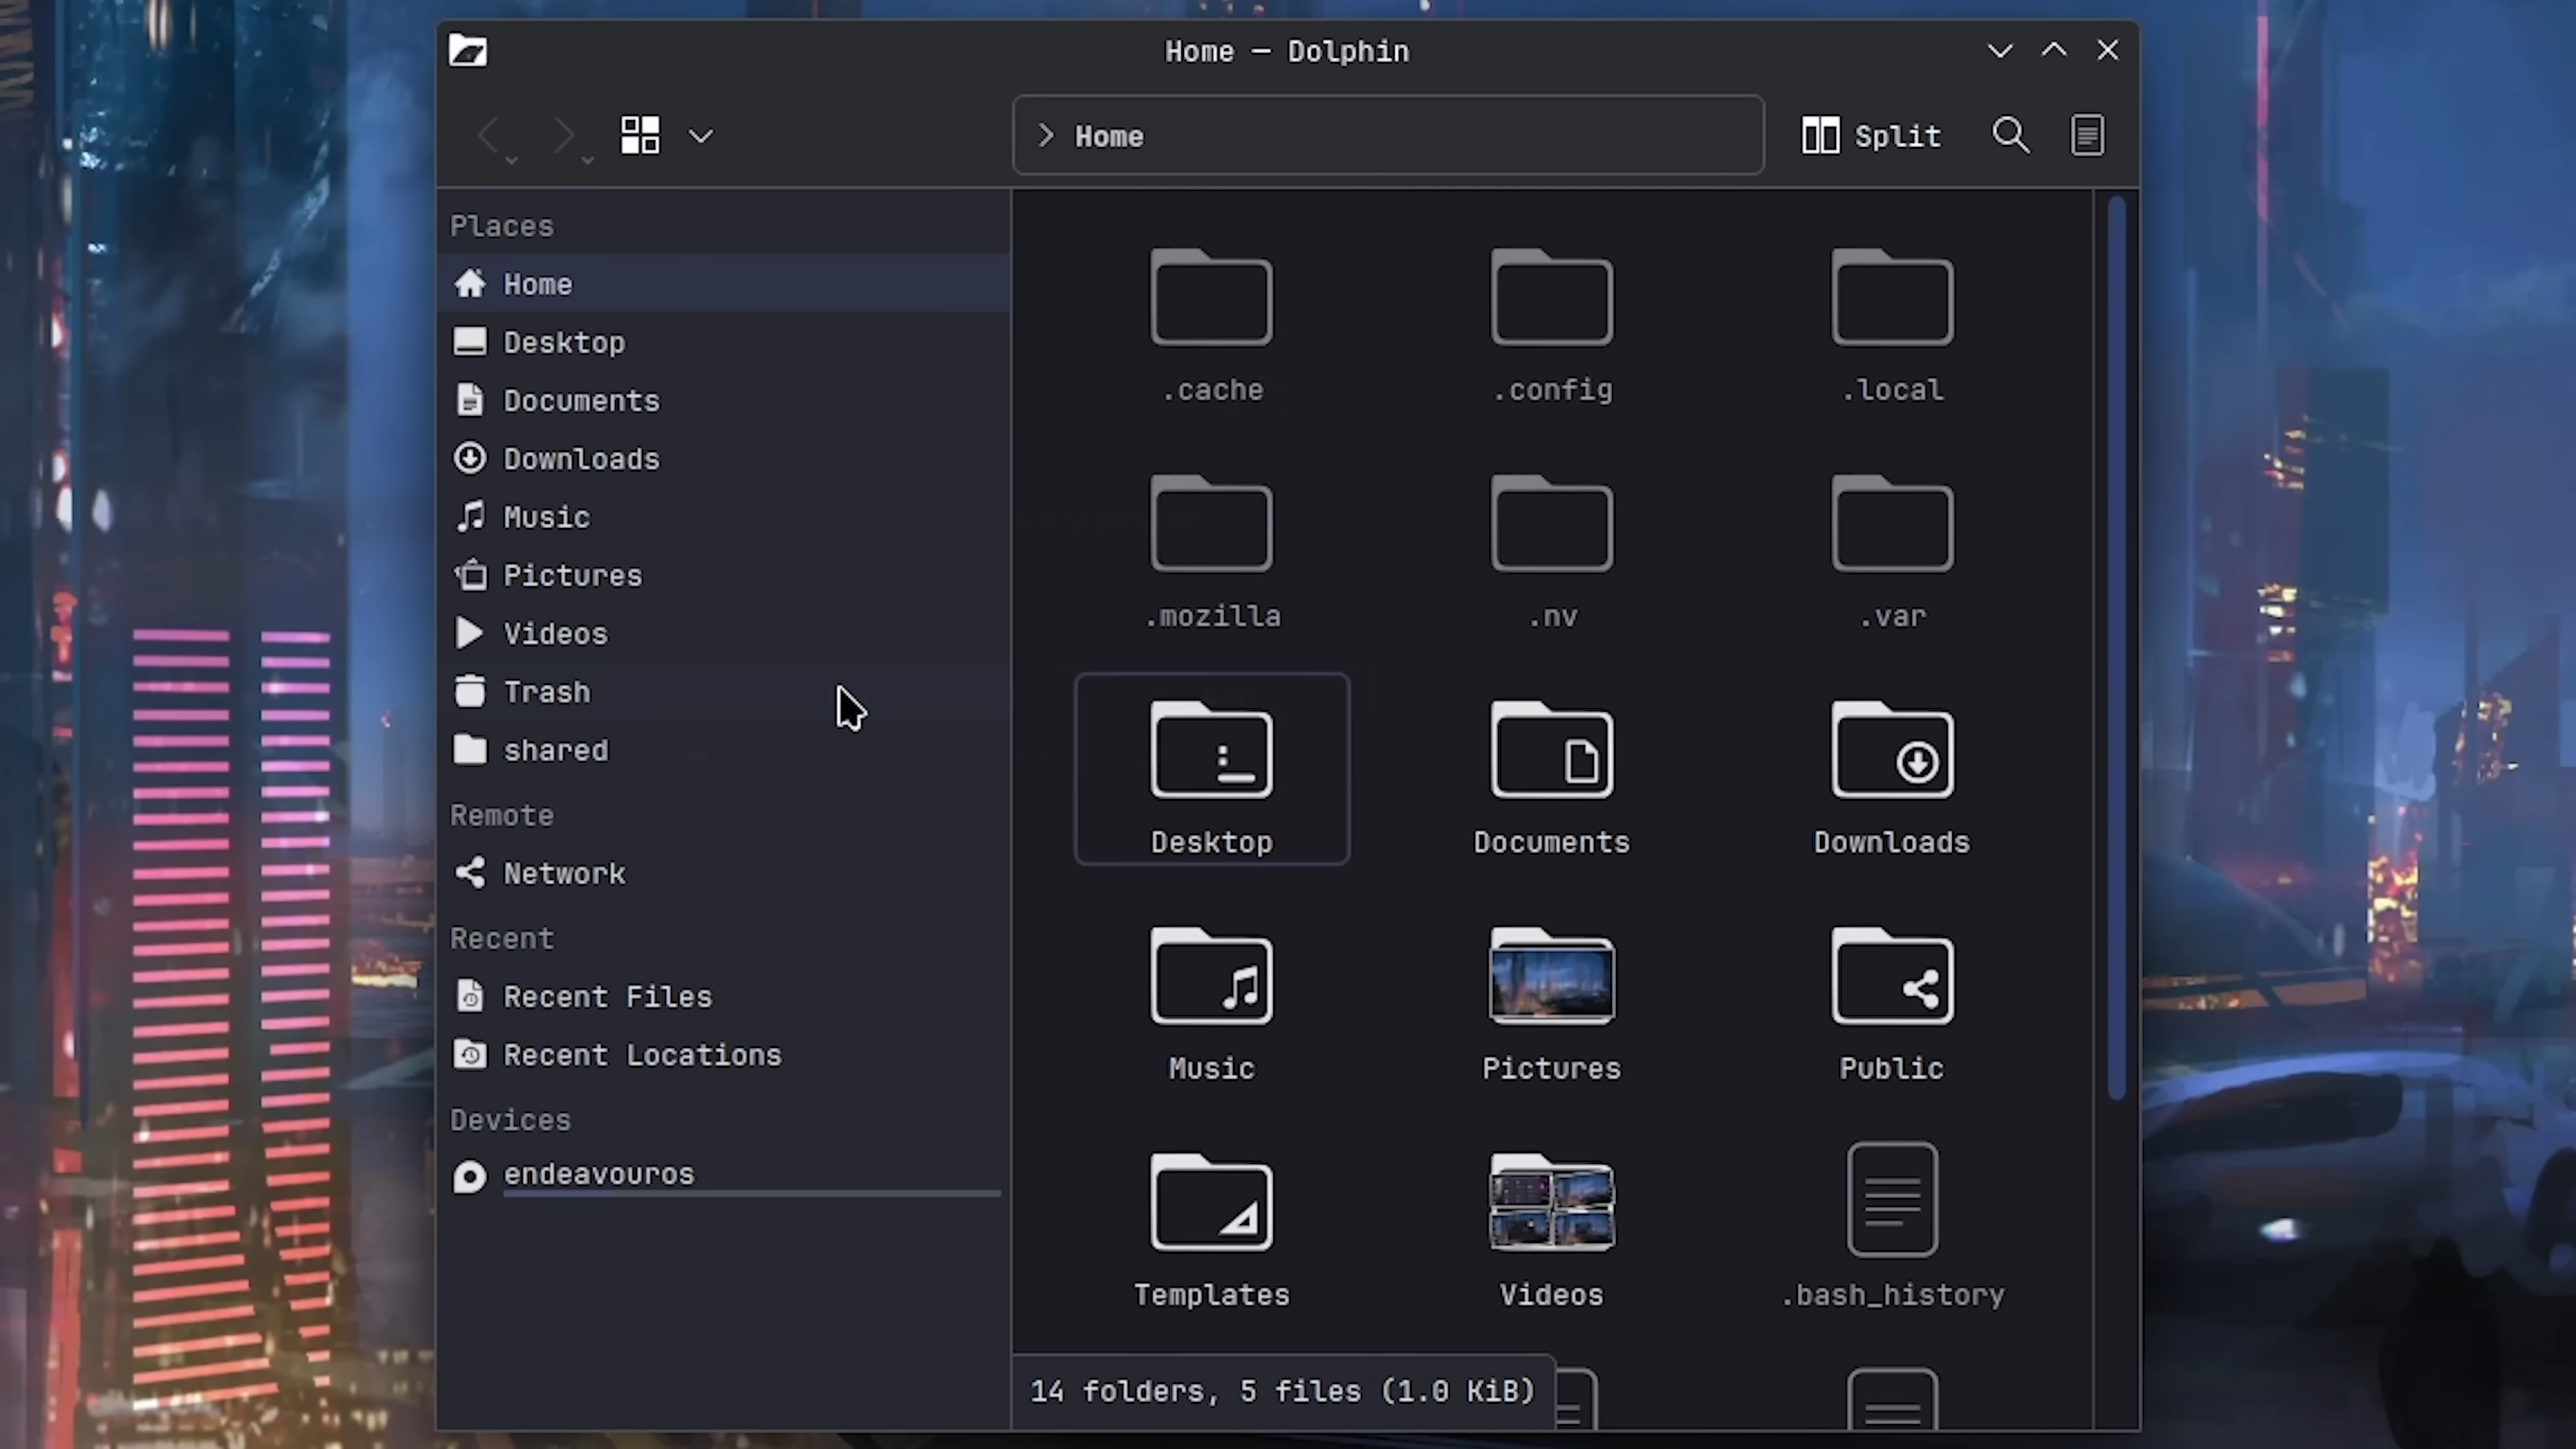 Home — Dolphin
Home
Split
Places
Home
Desktop
Documents
Downloads
Music
Pictures
Videos
Trash
shared
Remote
Network
Recent
Recent Files
Recent Locations
Devices
endeavouros
.cache .config .local
.mozilla .nv .var
Desktop Documents Downloads
Music Pictures Public
Templates Videos .bash_history
14 folders, 5 files (1.0 KiB)